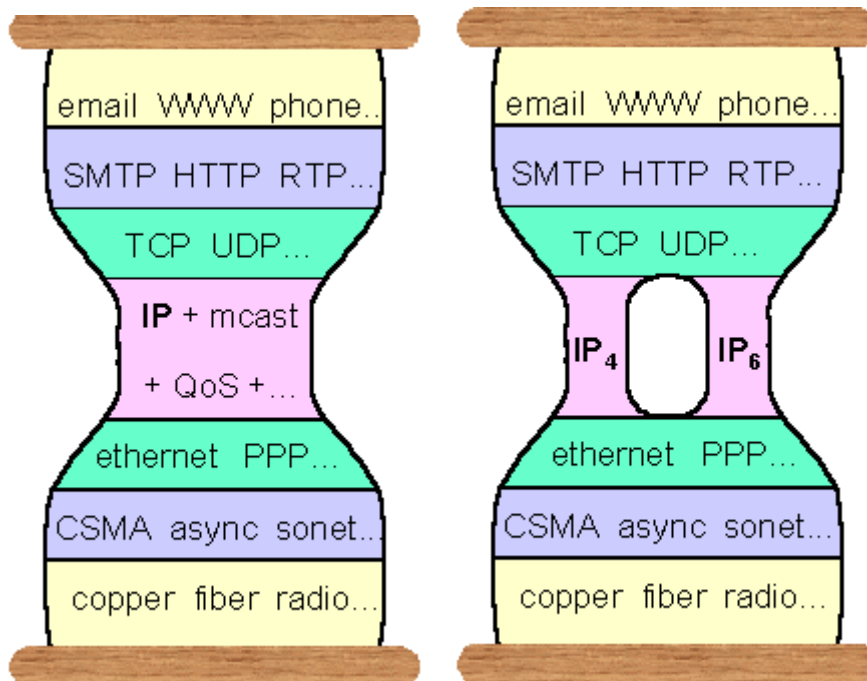 email WWW phone...
SMTP HTTP RTP...
TCP UDP...
IP + mcast
+ QoS +...
ethernet PPP...
CSMA async sonet...
copper fiber radio...
email WWW phone...
SMTP HTTP RTP...
TCP UDP...
IP4 IP6
ethernet PPP...
CSMA async sonet...
copper fiber radio...